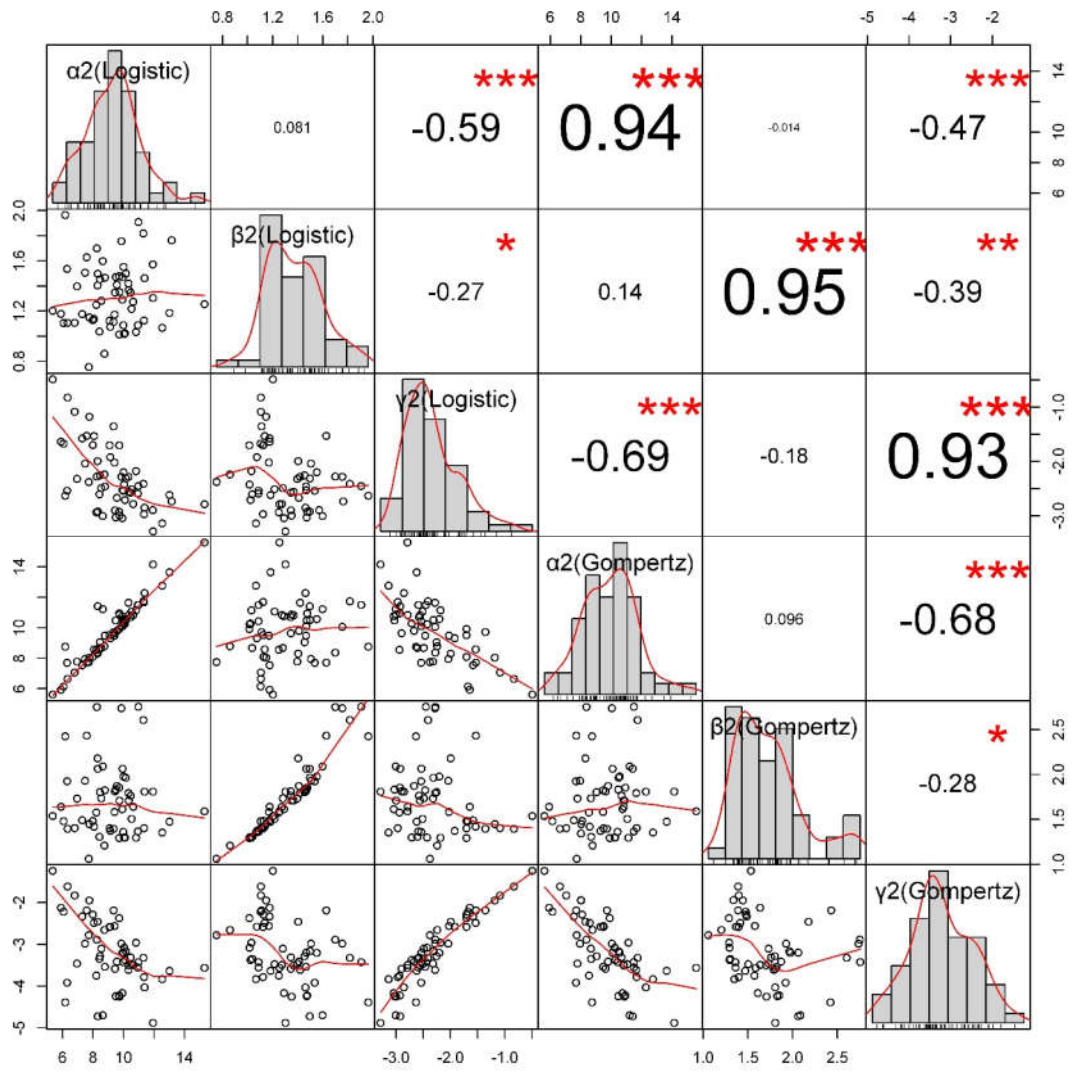 0.8 1.2 1.6 2.0 6 8 10 14 -5 -4 -3 -2
α2(Logistic) 0.081 *** -0.59 *** 0.94 -0.014 *** -0.47
6 8 10 14
0.8 1.2 1.6 2.0
β2(Logistic) * -0.27 0.14 *** 0.95 ** -0.39
γ2(Logistic) *** -0.69 -0.18 *** 0.93
-3.0 -2.0 -1.0
6 8 10 14
α2(Gompertz) 0.096 *** -0.68
β2(Gompertz) * -0.28
1.0 1.5 2.0 2.5
-5 -4 -3 -2
γ2(Gompertz)
6 8 10 14 -3.0 -2.0 -1.0 1.0 1.5 2.0 2.5